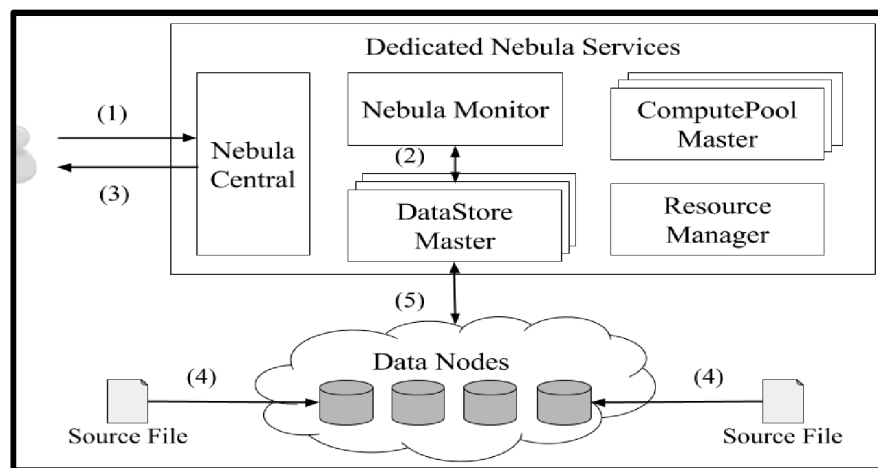 Dedicated Nebula Services
(1)
(3)
Nebula
Central
Nebula Monitor
(2)
DataStore
Master
ComputePool
Master
Resource
Manager
(5)
Data Nodes
(4)
Source File
(4)
Source File